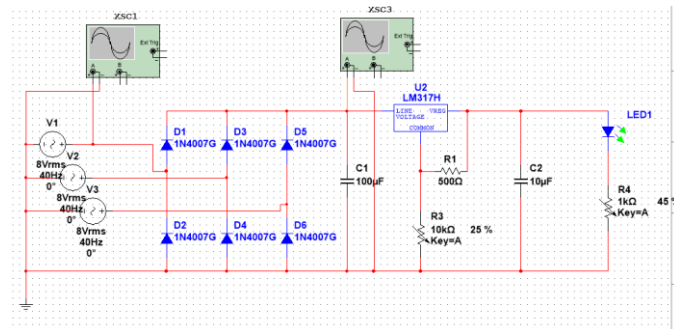 XSC1
XSC3
Ext Trig
A
B
Ext Trig
A
B
V1
8Vrms
40Hz
0°
V2
8Vrms
40Hz
0°
V3
8Vrms
40Hz
0°
D1
1N4007G
D3
1N4007G
D5
1N4007G
D2
1N4007G
D4
1N4007G
D6
1N4007G
C1
100µF
U2
LM317H
LINE VREG
VOLTAGE
COMMON
R1
500Ω
R3
10kΩ 25 %
Key=A
C2
10µF
LED1
R4
1kΩ 45 %
Key=A